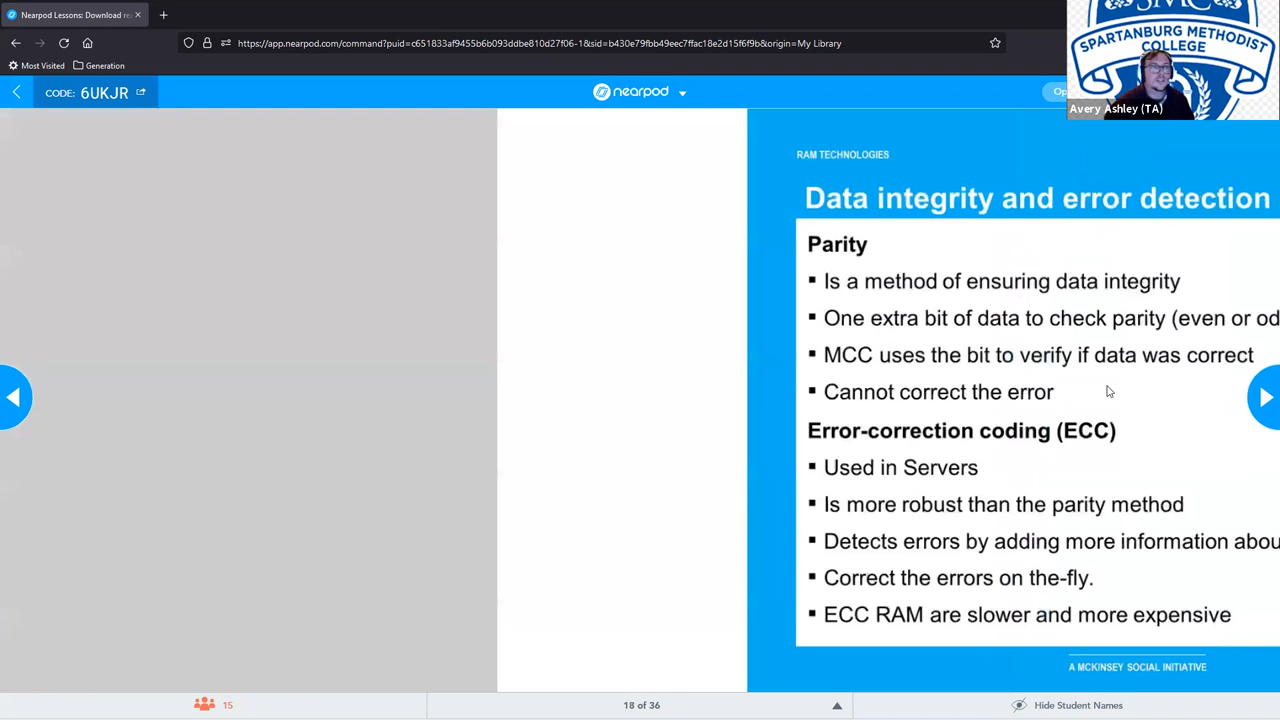 Nearpod Lessons: Download re
https://app.nearpod.com/command?puid=c651833af9455b6b093ddbe810d27f06-1&sid=b430e79fbb49eec7ffac18e2d15f6f9b&origin=My Library
Most Visited
Generation
SMC
SPARTANBURG METHODIST
COLLEGE
Avery Ashley (TA)
CODE: 6UKJR
nearpod
Op
RAM TECHNOLOGIES
Data integrity and error detection
Parity
▪ Is a method of ensuring data integrity
▪ One extra bit of data to check parity (even or od
▪ MCC uses the bit to verify if data was correct
▪ Cannot correct the error
Error-correction coding (ECC)
▪ Used in Servers
▪ Is more robust than the parity method
▪ Detects errors by adding more information abou
▪ Correct the errors on the-fly.
▪ ECC RAM are slower and more expensive
A MCKINSEY SOCIAL INITIATIVE
15
18 of 36
Hide Student Names